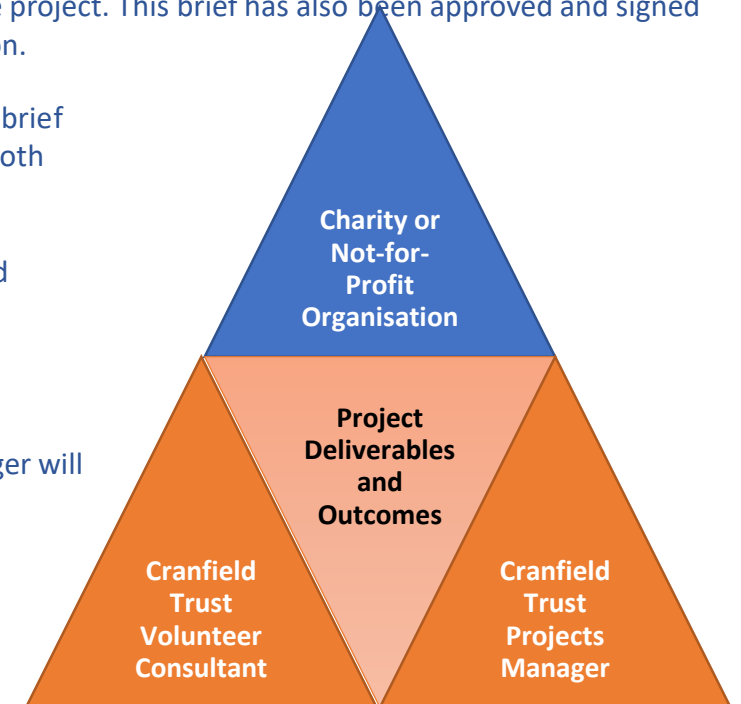 e project. This brief has also been approved and signed
on.
brief
oth
d
ger will
Charity or
Not-for-
Profit
Organisation
Project
Deliverables
and
Outcomes
Cranfield
Trust
Volunteer
Consultant
Cranfield
Trust
Projects
Manager